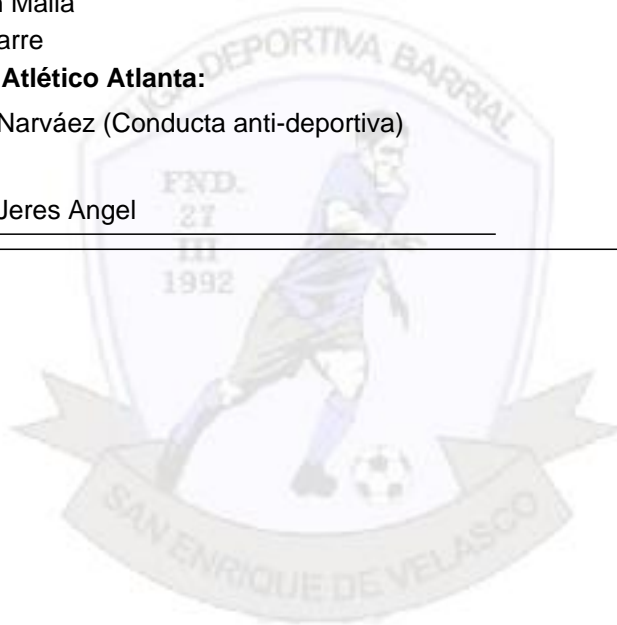 Malla
arre
Atlético Atlanta:
Narváez (Conducta anti-deportiva)
Jeres Angel
LIGA DEPORTIVA BARRIAL
FND.
27
III
1992
SAN ENRIQUE DE VELASCO